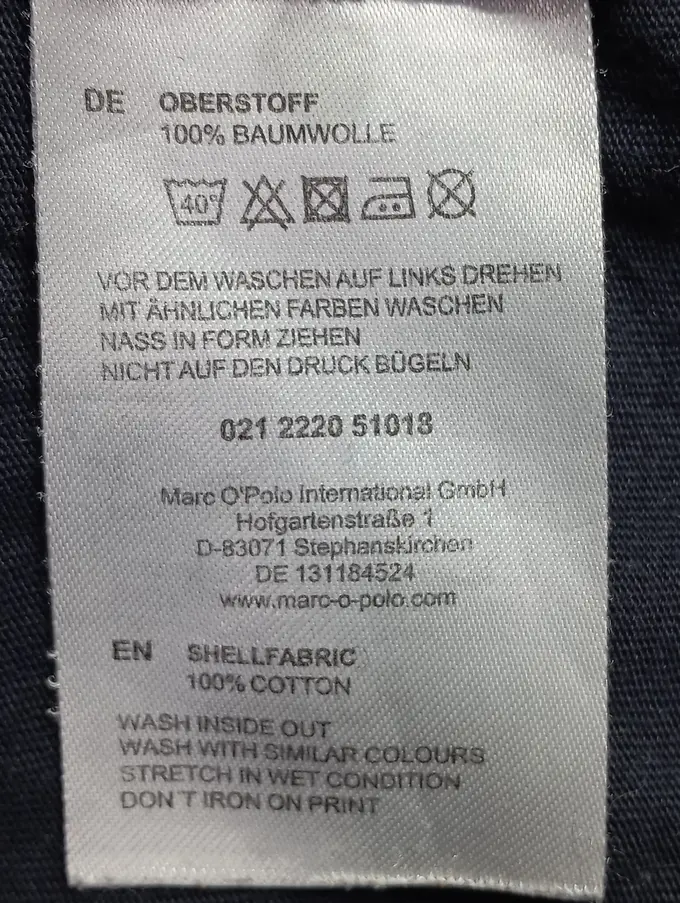 DE OBERSTOFF
100% BAUMWOLLE
40°
VOR DEM WASCHEN AUF LINKS DREHEN
MIT ÄHNLICHEN FARBEN WASCHEN
NASS IN FORM ZIEHEN
NICHT AUF DEN DRUCK BÜGELN
021 2220 51018
Marc O'Polo International GmbH
Hofgartenstraße 1
D-83071 Stephanskirchen
DE 131184524
www.marc-o-polo.com
EN SHELLFABRIC
100% COTTON
WASH INSIDE OUT
WASH WITH SIMILAR COLOURS
STRETCH IN WET CONDITION
DON'T IRON ON PRINT